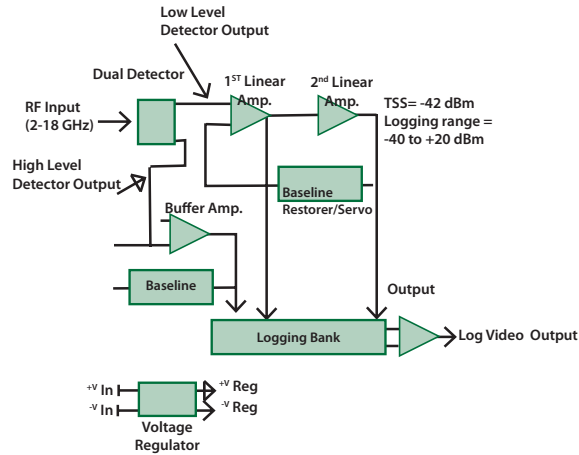 Low Level
Detector Output
Dual Detector
1ST Linear
Amp.
2nd Linear
Amp.
RF Input
(2-18 GHz)
TSS= -42 dBm
Logging range =
-40 to +20 dBm
High Level
Detector Output
Baseline
Restorer/Servo
Buffer Amp.
Baseline
Output
Logging Bank
Log Video Output
+V In
+V Reg
-V In
-V Reg
Voltage
Regulator